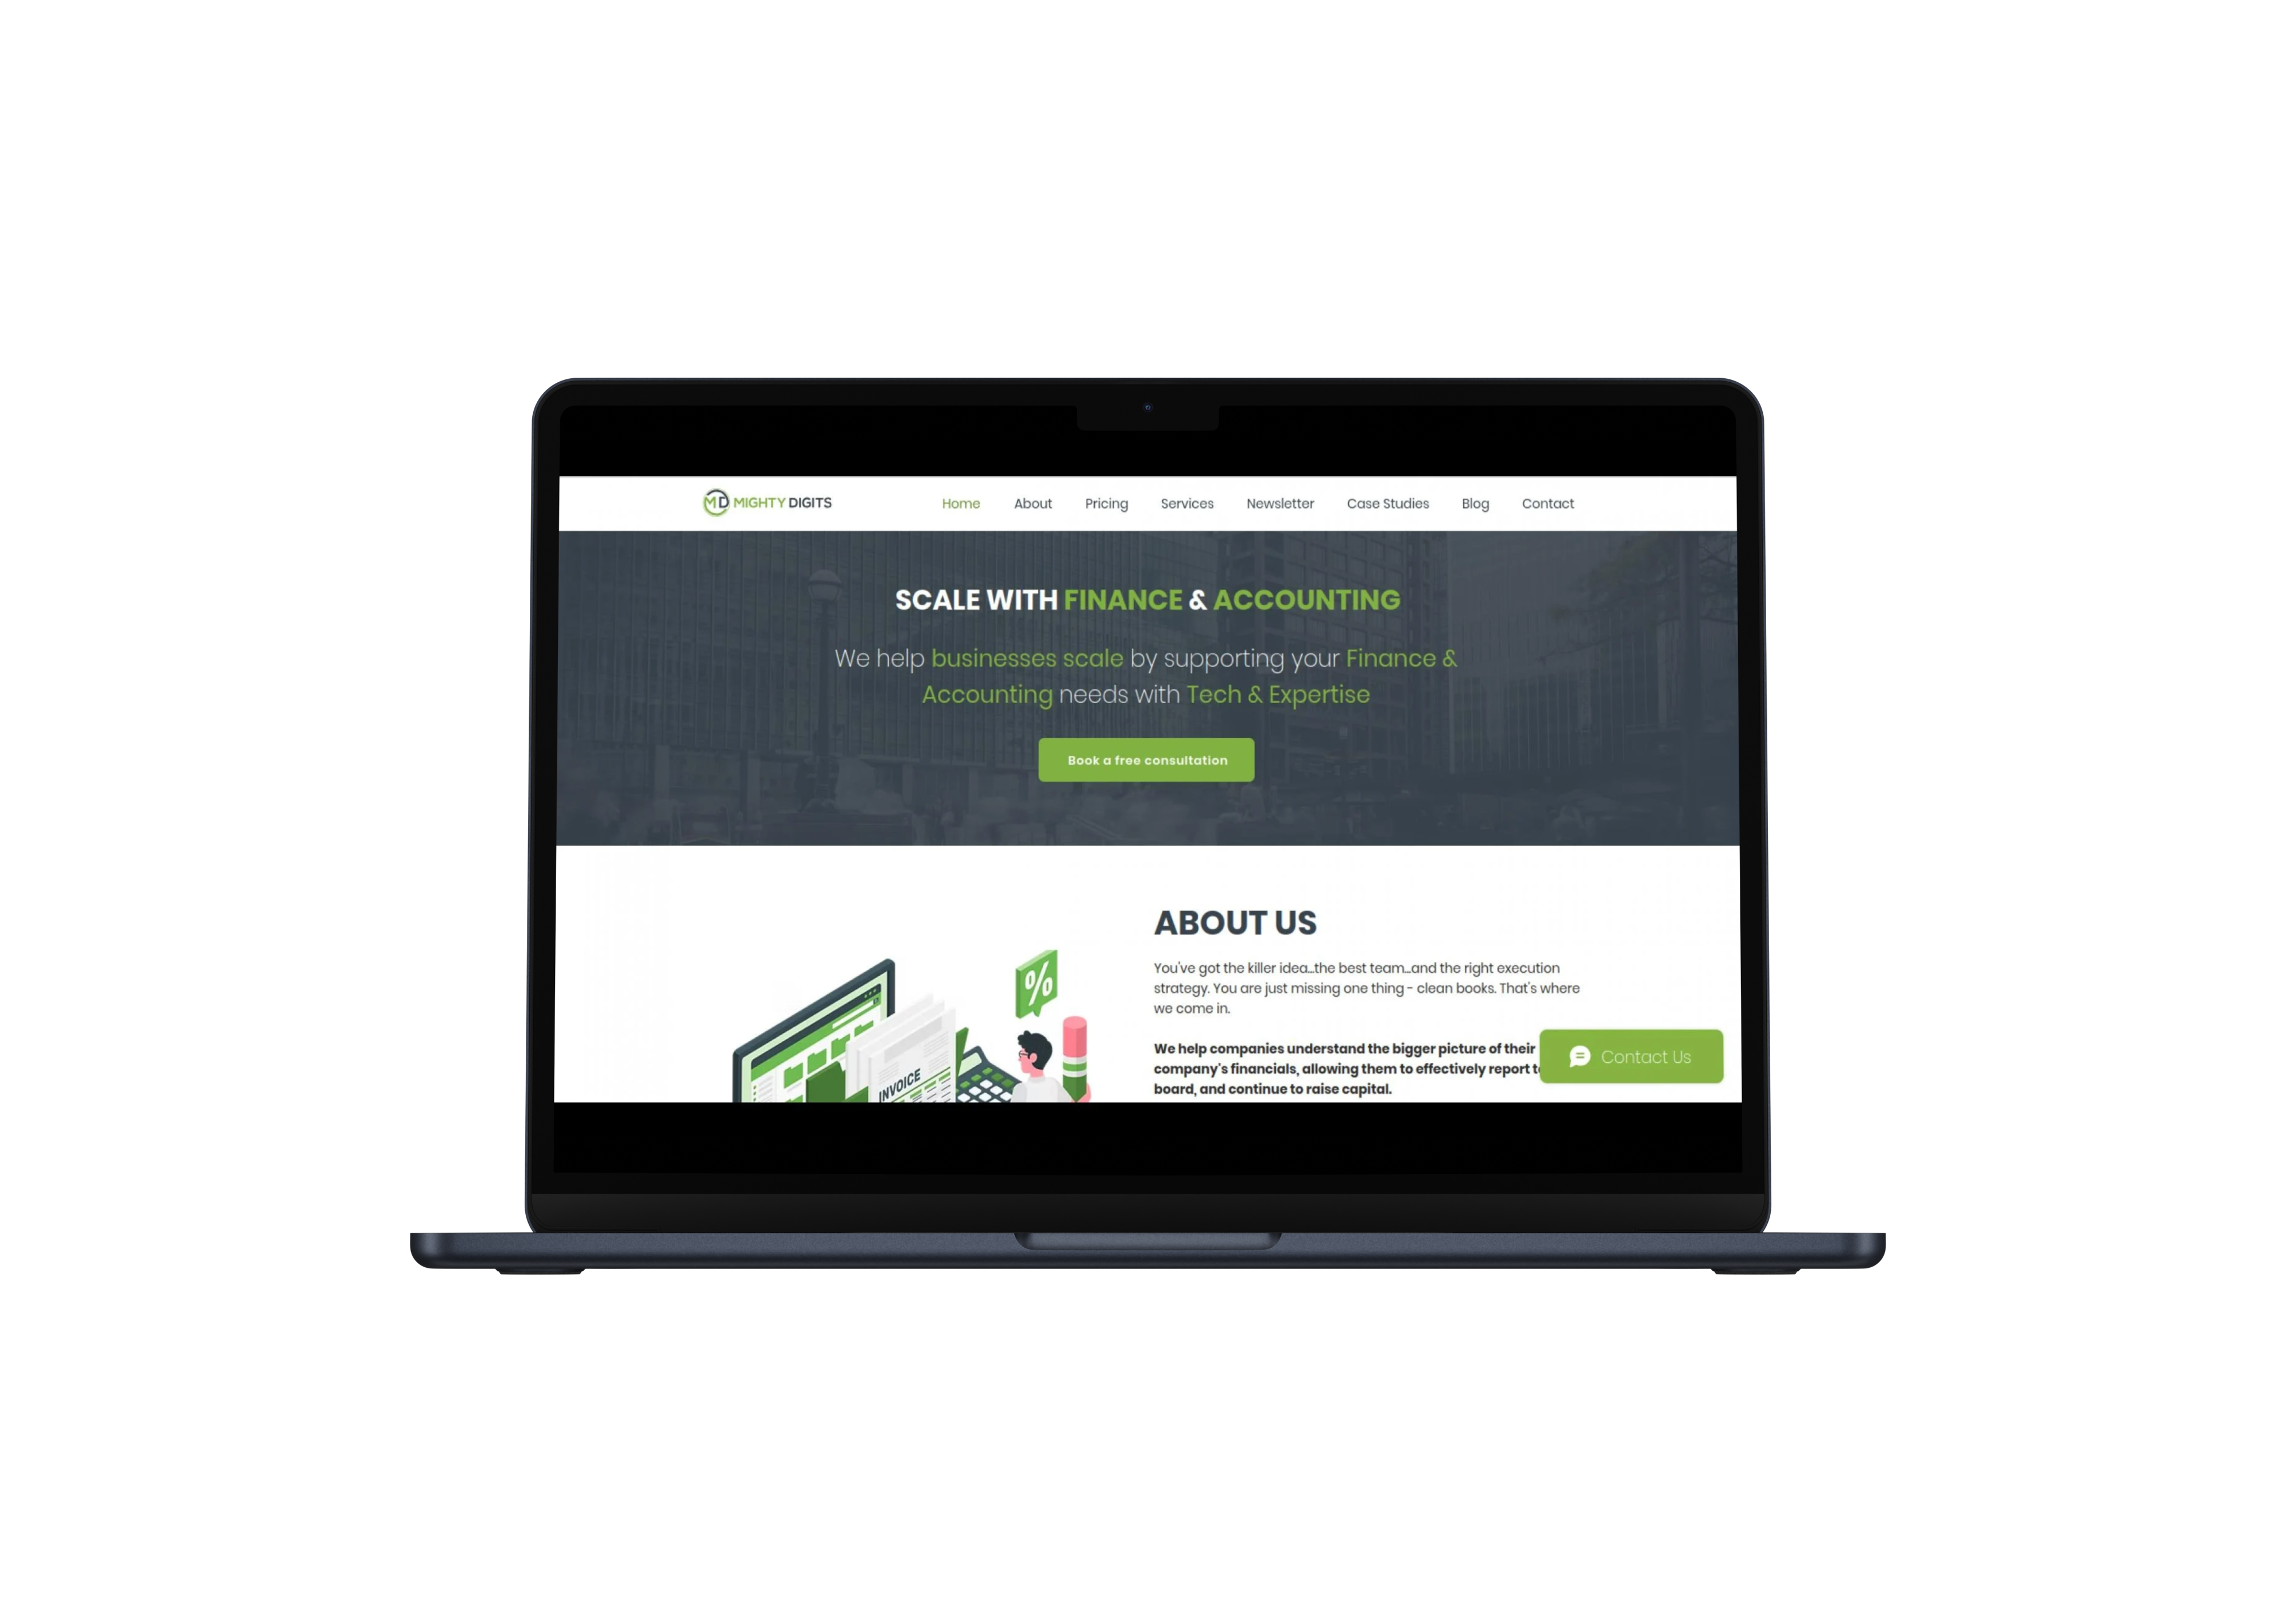 MD MIGHTY DIGITS
Home About Pricing Services Newsletter Case Studies Blog Contact
SCALE WITH FINANCE & ACCOUNTING
We help businesses scale by supporting your Finance &
Accounting needs with Tech & Expertise
Book a free consultation
ABOUT US
You've got the killer idea...the best team...and the right execution
strategy. You are just missing one thing - clean books. That's where
we come in.
We help companies understand the bigger picture of their
company's financials, allowing them to effectively report
board, and continue to raise capital.
Contact Us
%
INVOICE